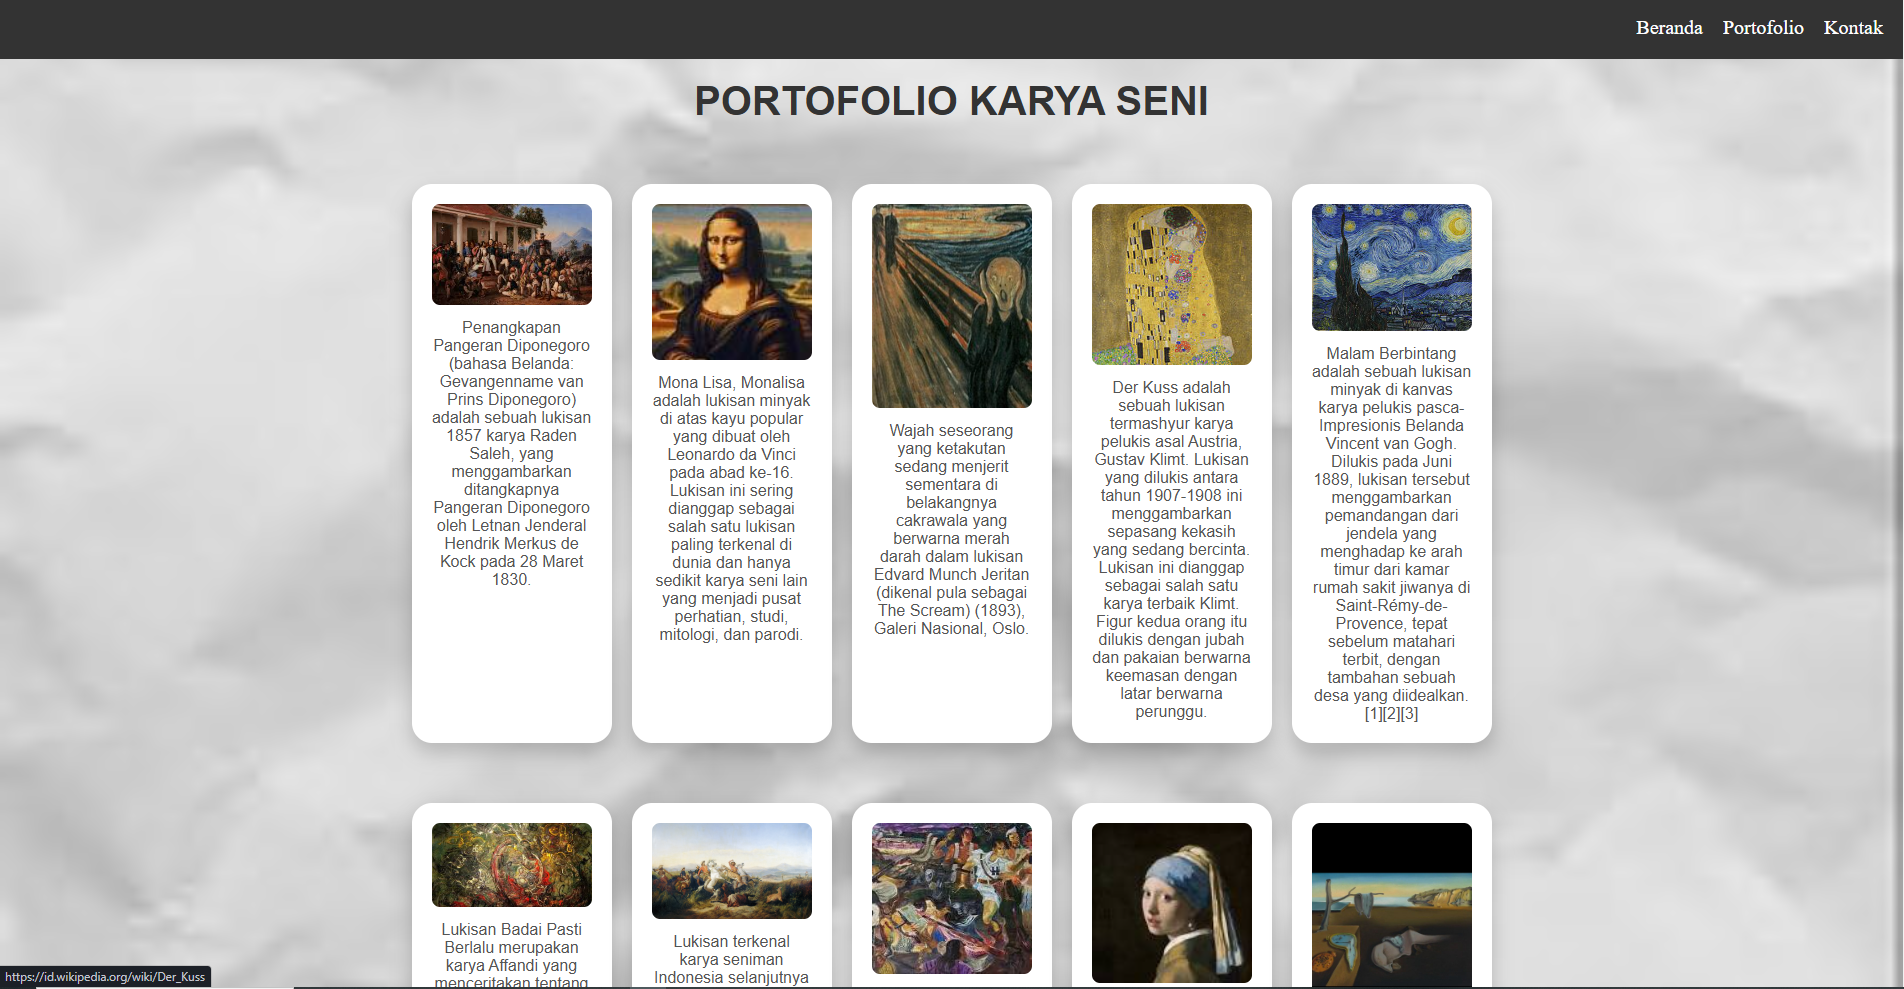 Beranda Portofolio Kontak
PORTOFOLIO KARYA SENI
Penangkapan
Pangeran Diponegoro
(bahasa Belanda:
Gevangenname van
Prins Diponegoro)
adalah sebuah lukisan
1857 karya Raden
Saleh, yang
menggambarkan
ditangkapnya
Pangeran Diponegoro
oleh Letnan Jenderal
Hendrik Merkus de
Kock pada 28 Maret
1830.
Mona Lisa, Monalisa
adalah lukisan minyak
di atas kayu popular
yang dibuat oleh
Leonardo da Vinci
pada abad ke-16.
Lukisan ini sering
dianggap sebagai
salah satu lukisan
paling terkenal di
dunia dan hanya
sedikit karya seni lain
yang menjadi pusat
perhatian, studi,
mitologi, dan parodi.
Wajah seseorang
yang ketakutan
sedang menjerit
sementara di
belakangnya
cakrawala yang
berwarna merah
darah dalam lukisan
Edvard Munch Jeritan
(dikenal pula sebagai
The Scream) (1893),
Galeri Nasional, Oslo.
Der Kuss adalah
sebuah lukisan
termashyur karya
pelukis asal Austria,
Gustav Klimt. Lukisan
yang dilukis antara
tahun 1907-1908 ini
menggambarkan
sepasang kekasih
yang sedang bercinta.
Lukisan ini dianggap
sebagai salah satu
karya terbaik Klimt.
Figur kedua orang itu
dilukis dengan jubah
dan pakaian berwarna
keemasan dengan
latar berwarna
perunggu.
Malam Berbintang
adalah sebuah lukisan
minyak di kanvas
karya pelukis pasca-
Impresionis Belanda
Vincent van Gogh.
Dilukis pada Juni
1889, lukisan tersebut
menggambarkan
pemandangan dari
jendela yang
menghadap ke arah
timur dari kamar
rumah sakit jiwanya di
Saint-Rémy-de-
Provence, tepat
sebelum matahari
terbit, dengan
tambahan sebuah
desa yang diidealkan.
[1][2][3]
Lukisan Badai Pasti
Berlalu merupakan
karya Affandi yang
menceritakan tentang
Lukisan terkenal
karya seniman
Indonesia selanjutnya
https://id.wikipedia.org/wiki/Der_Kuss